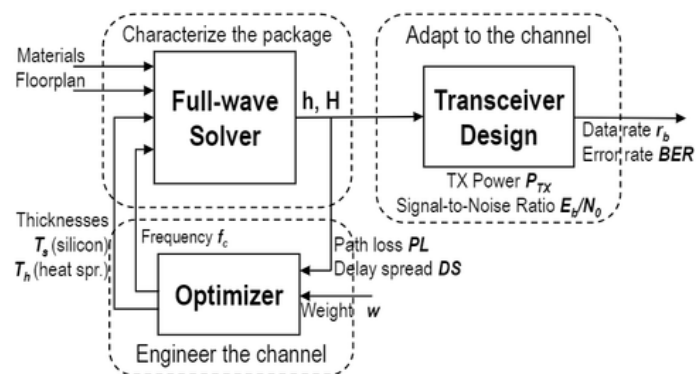 Characterize the package
Adapt to the channel
Materials
Floorplan
Full-wave
Solver
h, H
Transceiver
Design
Data rate r_b
Error rate BER
TX Power P_TX
Signal-to-Noise Ratio E_b/N_0
Thicknesses
T_s (silicon)
T_h (heat spr.)
Frequency f_c
Path loss PL
Delay spread DS
Optimizer
Weight w
Engineer the channel